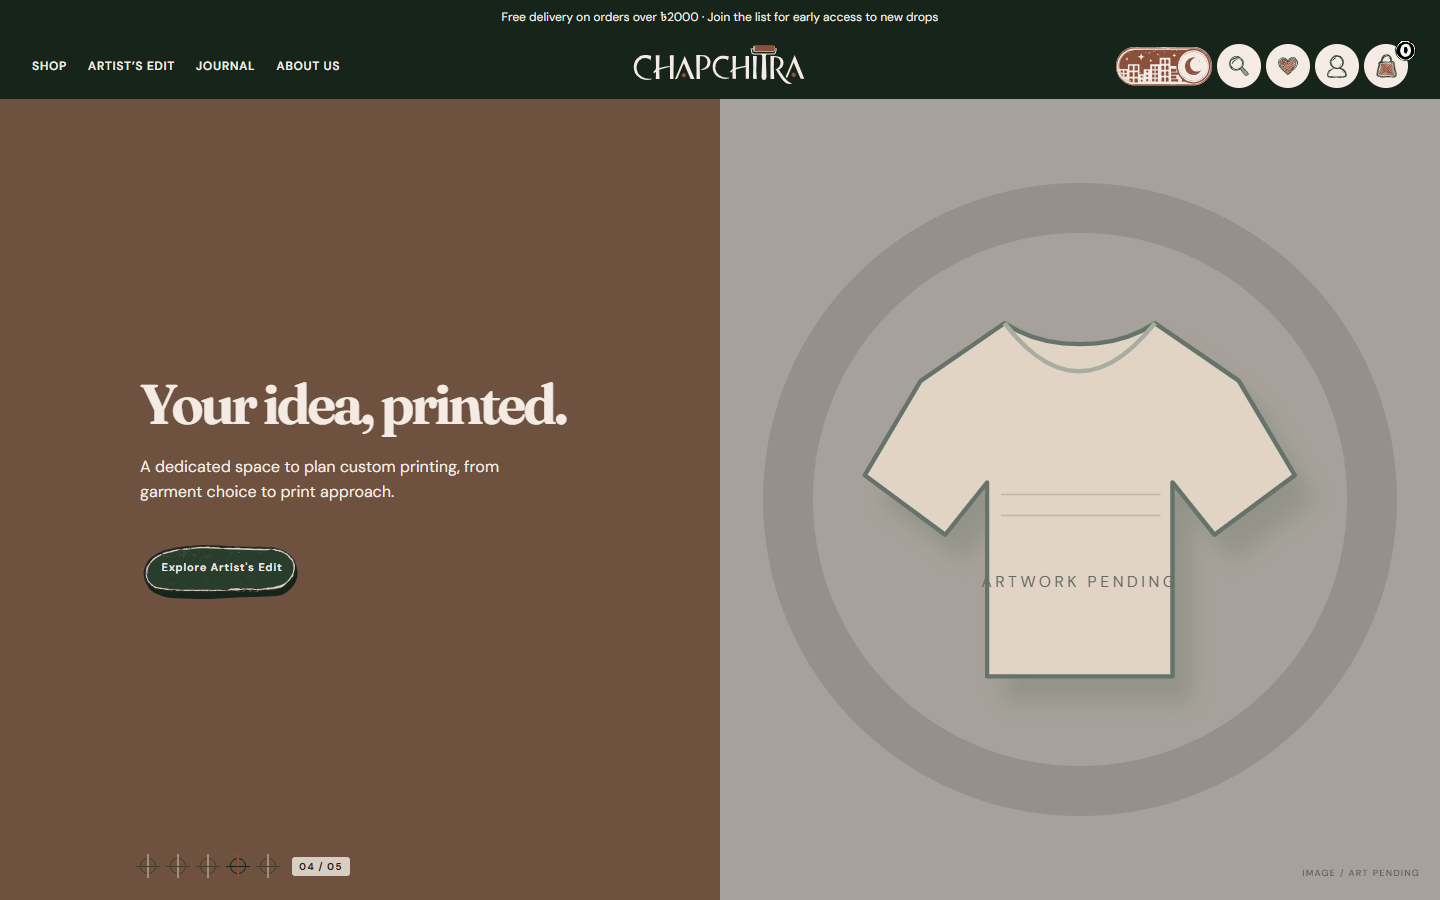 Free delivery on orders over ৳2000 · Join the list for early access to new drops
SHOP
ARTIST'S EDIT
JOURNAL
ABOUT US
CHAPCHITRA
0
Your idea, printed.
A dedicated space to plan custom printing, from
garment choice to print approach.
Explore Artist's Edit
04 / 05
ARTWORK PENDING
IMAGE / ART PENDING